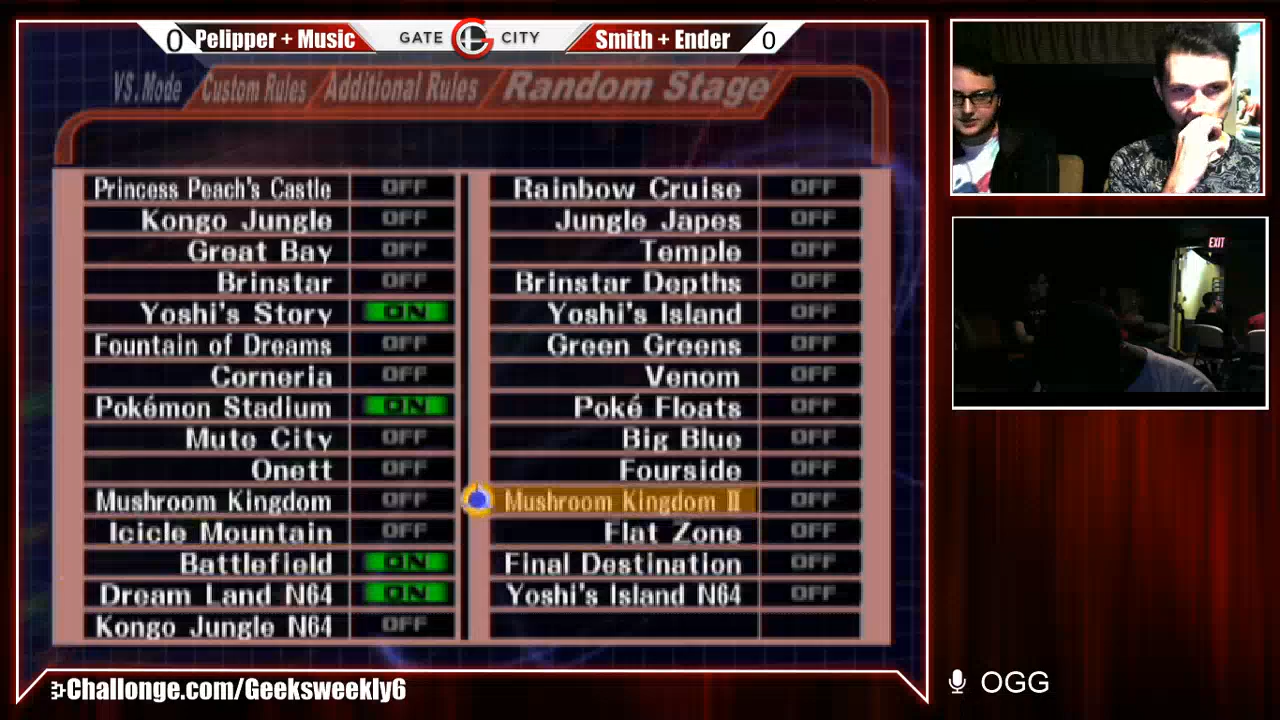 0 Pelipper + Music GATE CITY Smith + Ender 0
VS. Mode Custom Rules Additional Rules Random Stage
Princess Peach's Castle OFF Rainbow Cruise OFF
Kongo Jungle OFF Jungle Japes OFF
Great Bay OFF Temple OFF
Brinstar OFF Brinstar Depths OFF
Yoshi's Story ON Yoshi's Island OFF
Fountain of Dreams OFF Green Greens OFF
Corneria OFF Venom OFF
Pokémon Stadium ON Poké Floats OFF
Mute City OFF Big Blue OFF
Onett OFF Fourside OFF
Mushroom Kingdom OFF Mushroom Kingdom II OFF
Icicle Mountain OFF Flat Zone OFF
Battlefield ON Final Destination OFF
Dream Land N64 ON Yoshi's Island N64 OFF
Kongo Jungle N64 OFF
Challonge.com/Geeksweekly6
EXIT
OGG